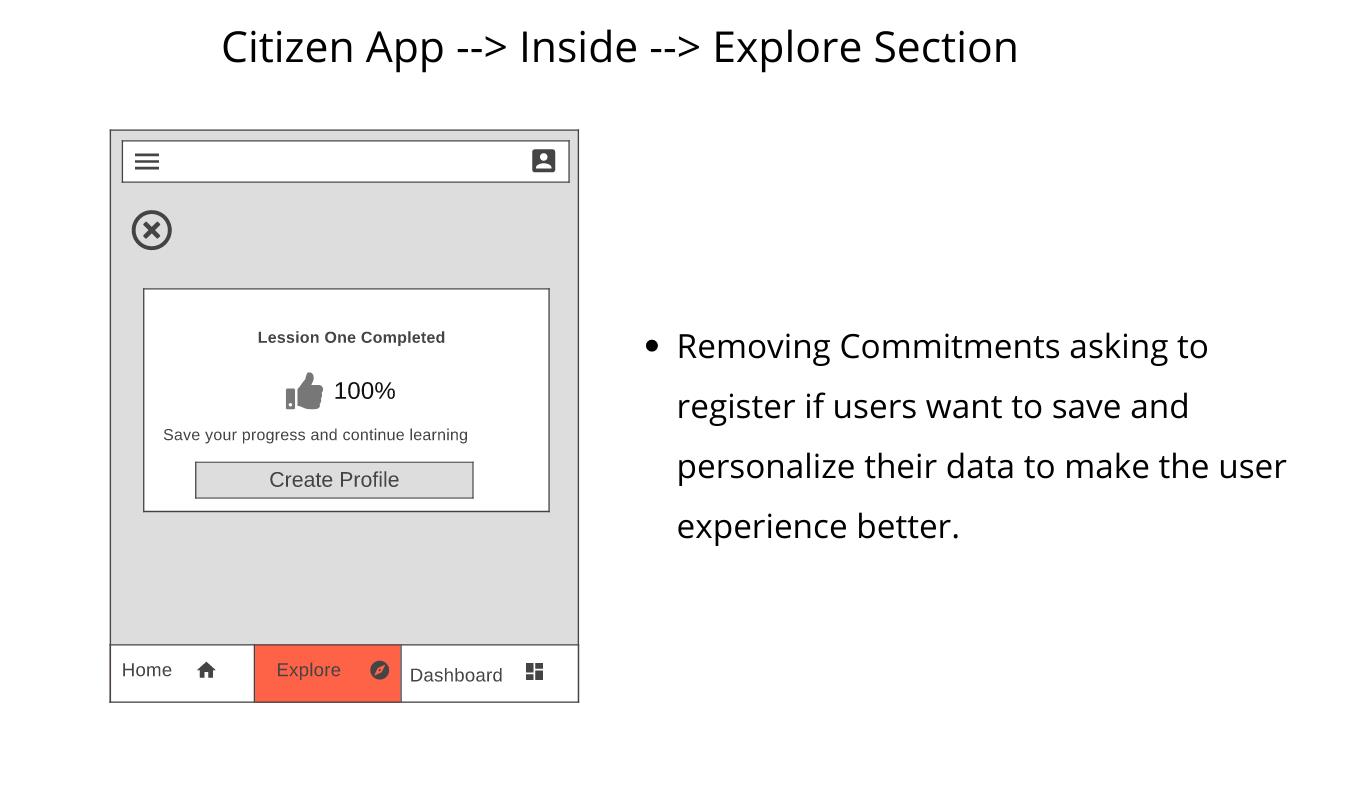 Citizen App --> Inside --> Explore Section
Lession One Completed
100%
Save your progress and continue learning
Create Profile
Home
Explore
Dashboard
• Removing Commitments asking to
register if users want to save and
personalize their data to make the user
experience better.